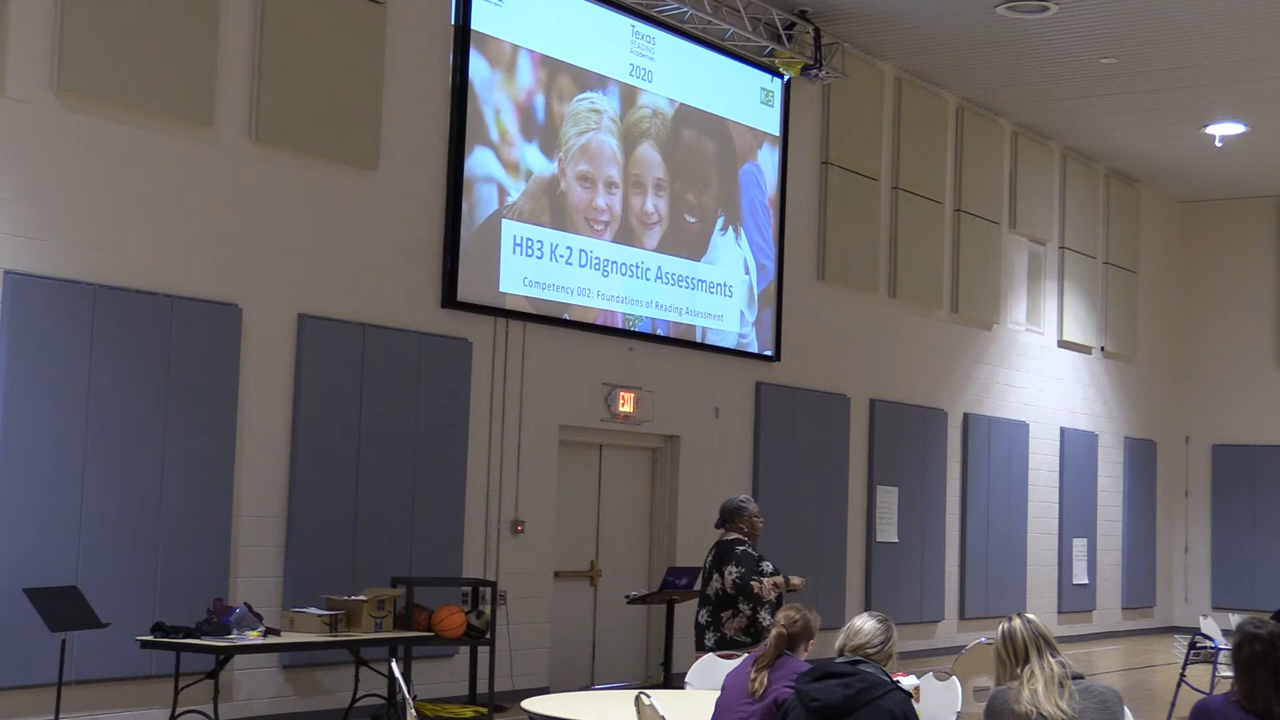 Texas
READING
Academies
2020
K-5
HB3 K-2 Diagnostic Assessments
Competency 002: Foundations of Reading Assessment
EXIT